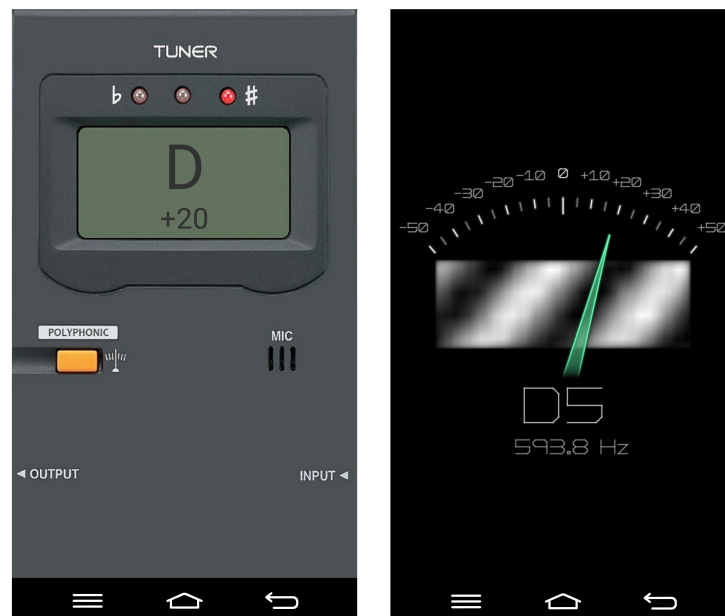 TUNER
♭ ♯
D
+20
POLYPHONIC
MIC
◄ OUTPUT
INPUT ◄
-50 -40 -30 -20 -10 0 +10 +20 +30 +40 +50
D5
593.8 Hz